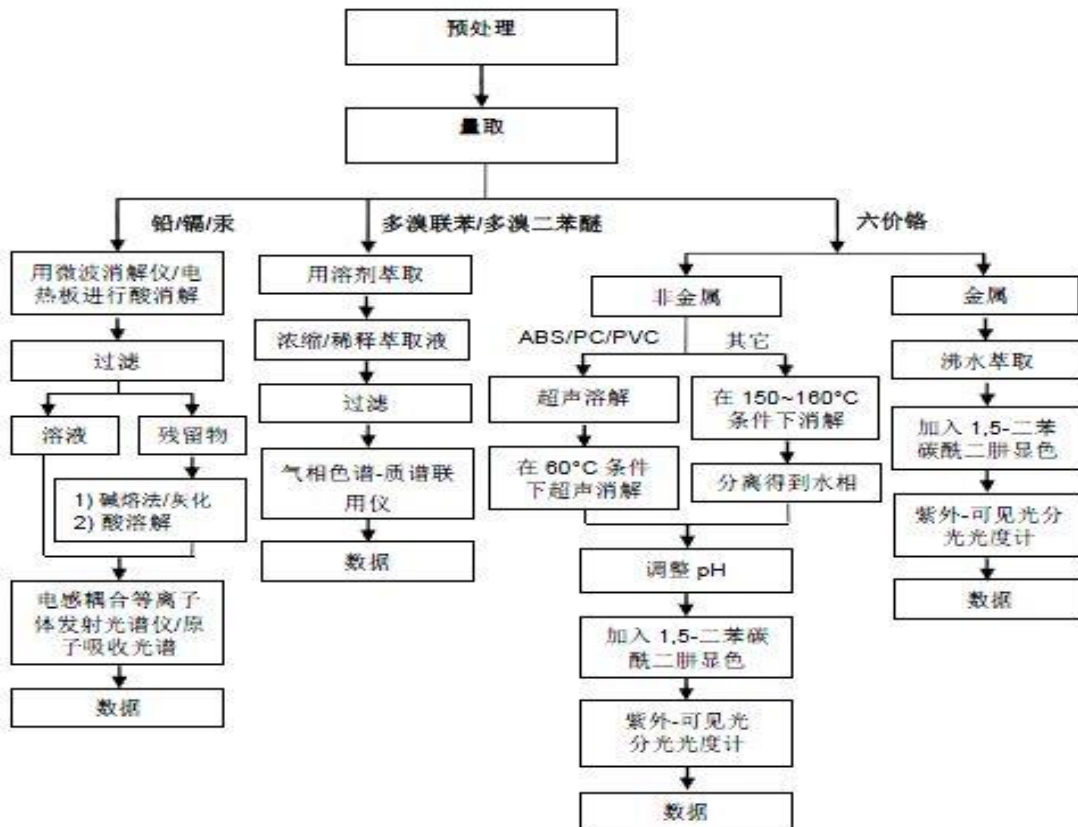 预处理
量取
铅/镉/汞
多溴联苯/多溴二苯醚
六价铬
用微波消解仪/电
热板进行酸消解
过滤
溶液
残留物
1) 碱熔法/灰化
2) 酸溶解
电感耦合等离子
体发射光谱仪/原
子吸收光谱
数据
用溶剂萃取
浓缩/稀释萃取液
过滤
气相色谱-质谱联
用仪
数据
非金属
ABS/PC/PVC
其它
超声溶解
在 60°C 条件
下超声消解
在 150~160°C
条件下消解
分离得到水相
调整 pH
加入 1,5-二苯碳
酰二肼显色
紫外-可见光
分光光度计
数据
金属
沸水萃取
加入 1,5-二苯
碳酰二肼显色
紫外-可见光分
光光度计
数据